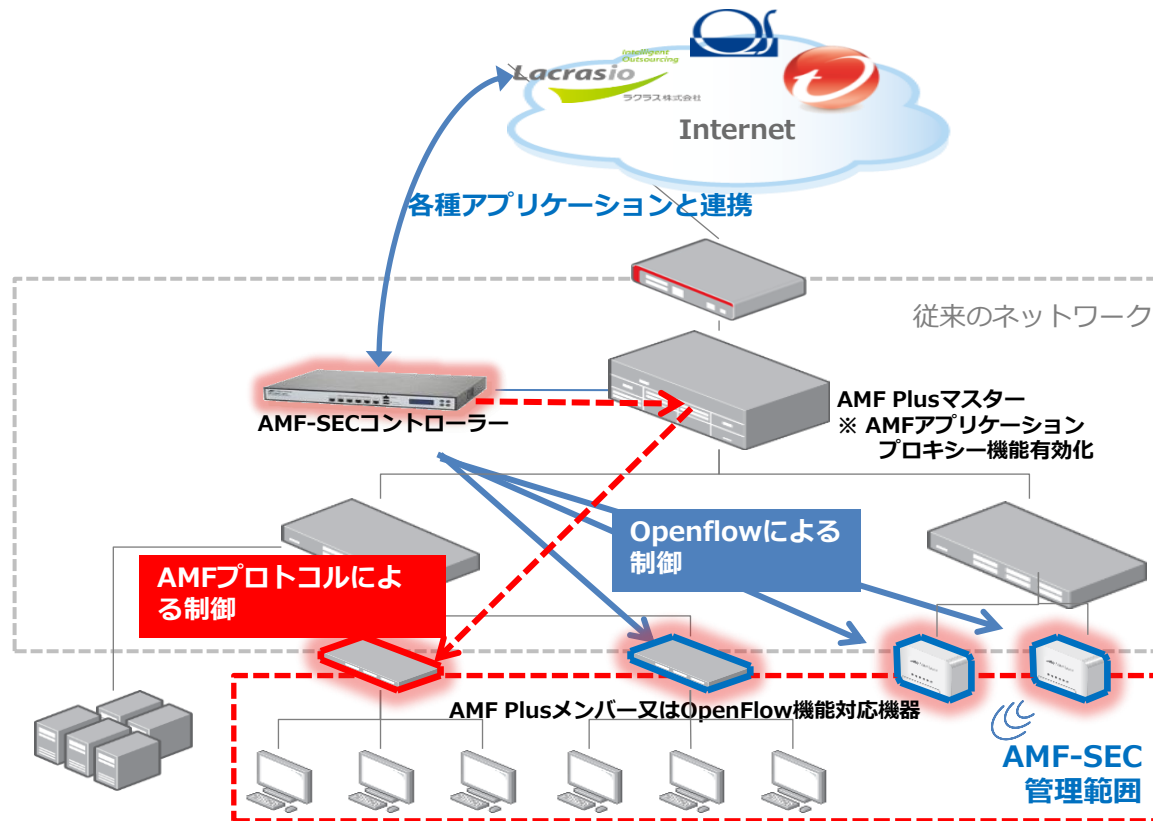 Intelligent
Outsourcing
Lacrasio
ラクラス株式会社
Internet
各種アプリケーションと連携
従来のネットワーク
AMF-SECコントローラー
AMF Plusマスター
※ AMFアプリケーション
プロキシー機能有効化
Openflowによる
制御
AMFプロトコルによ
る制御
AMF Plusメンバー又はOpenFlow機能対応機器
AMF-SEC
管理範囲